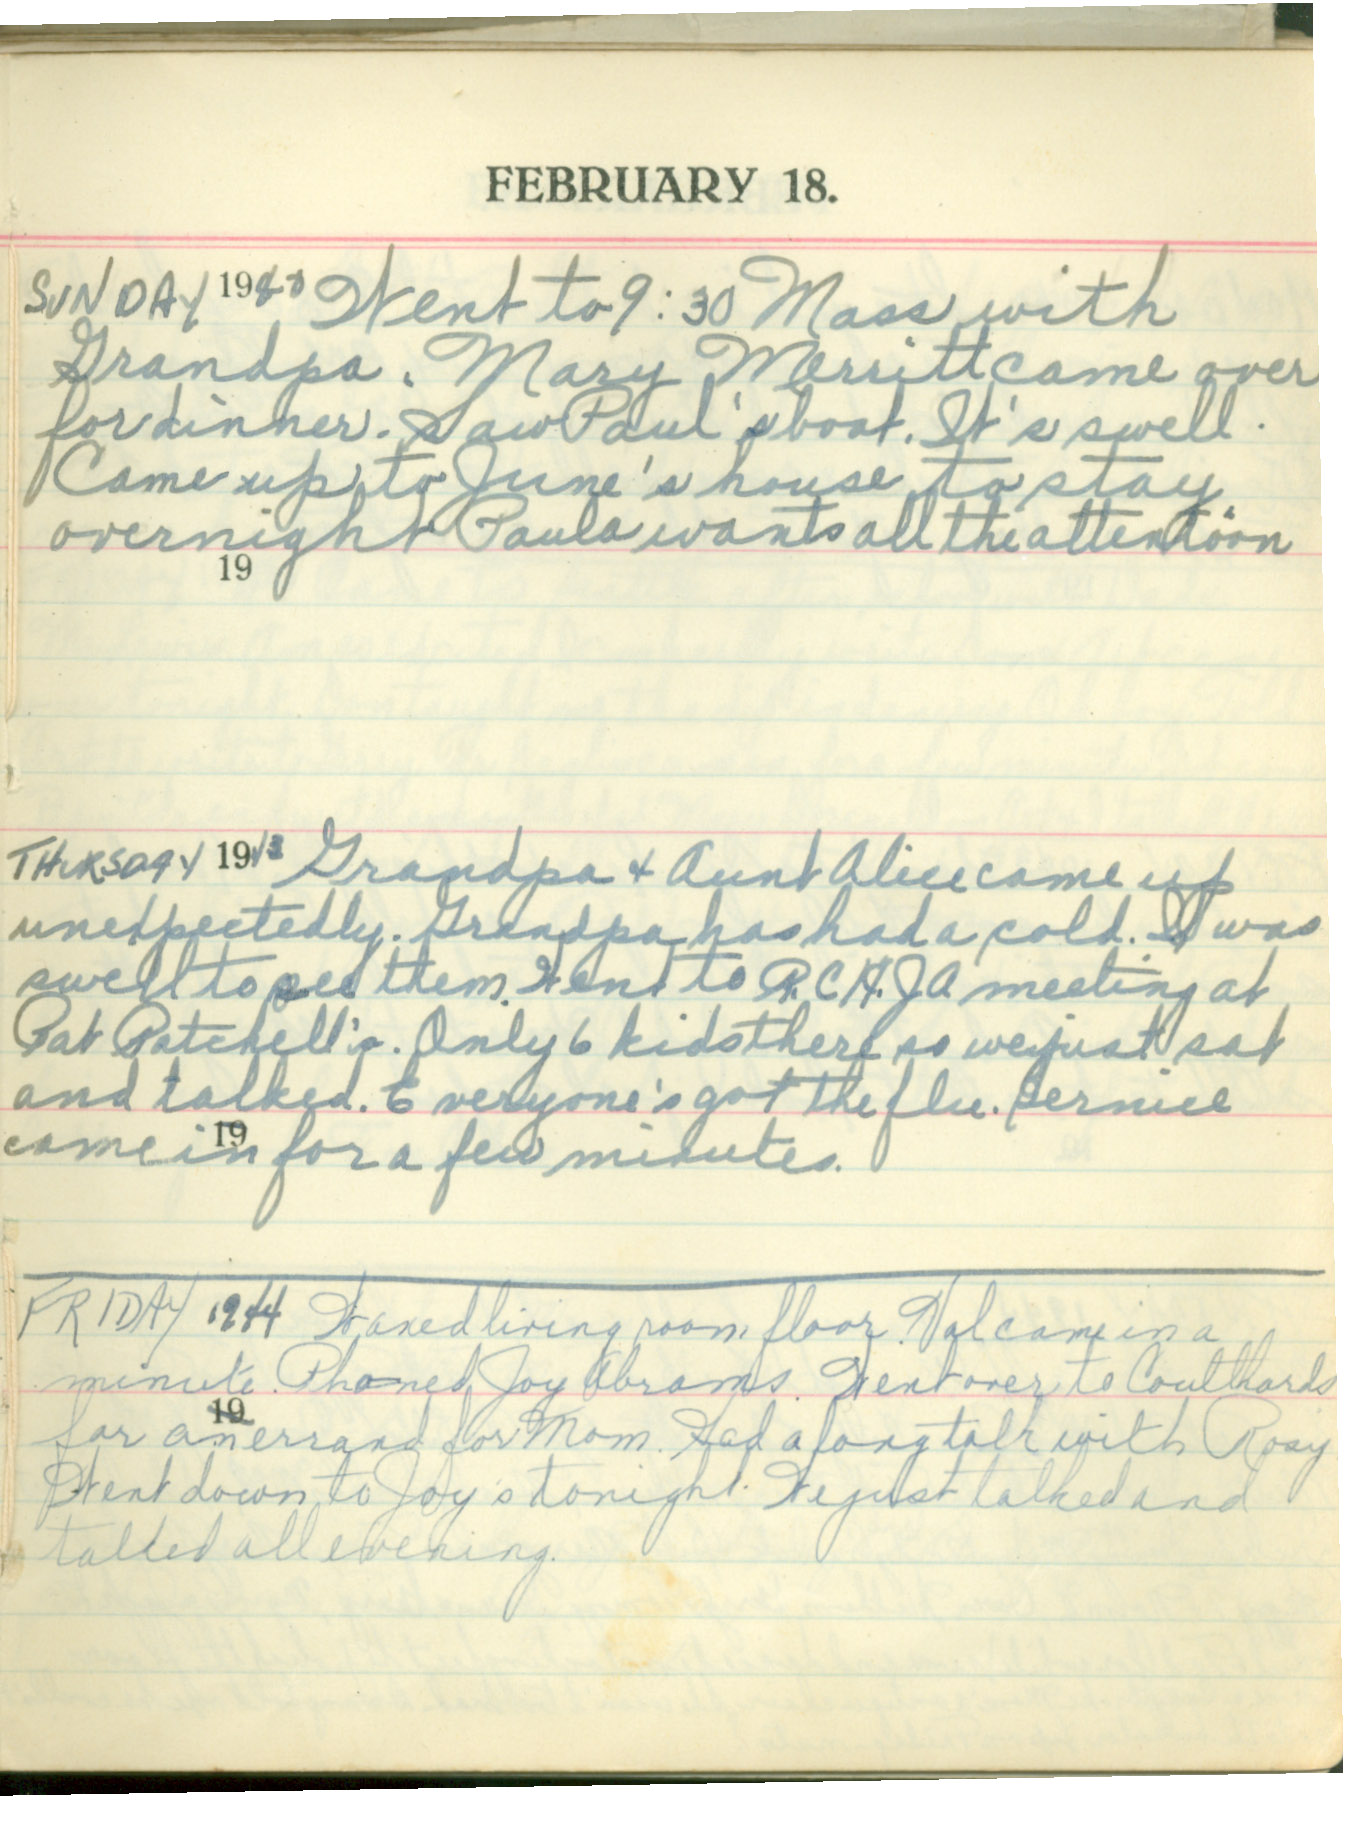 FEBRUARY 18.
SUNDAY 1940 Went to 9:30 Mass with
Grandpa. Mary Merritt came over
for dinner. Saw Paul's boat. It's swell.
Came up to June's house to stay
overnight Paula wants all the attention
19
THURSDAY 1943 Grandpa & Aunt Alice came up
unexpectedly. Grandpa has had a cold. It was
swell to see them. Went to R.C.H.JA meeting at
Pat Patchell's. Only 6 kids there so we just sat
and talked. Everyone's got the flu. Bernice
19
came in for a few minutes.
FRIDAY 1944 Waxed living room floor. Hal came in a
minute. Phoned Joy Abrams. Went over to Coulthards
19
for an errand for Mom. Had a long talk with Rosy
Went down to Joy's tonight. We just talked and
talked all evening.